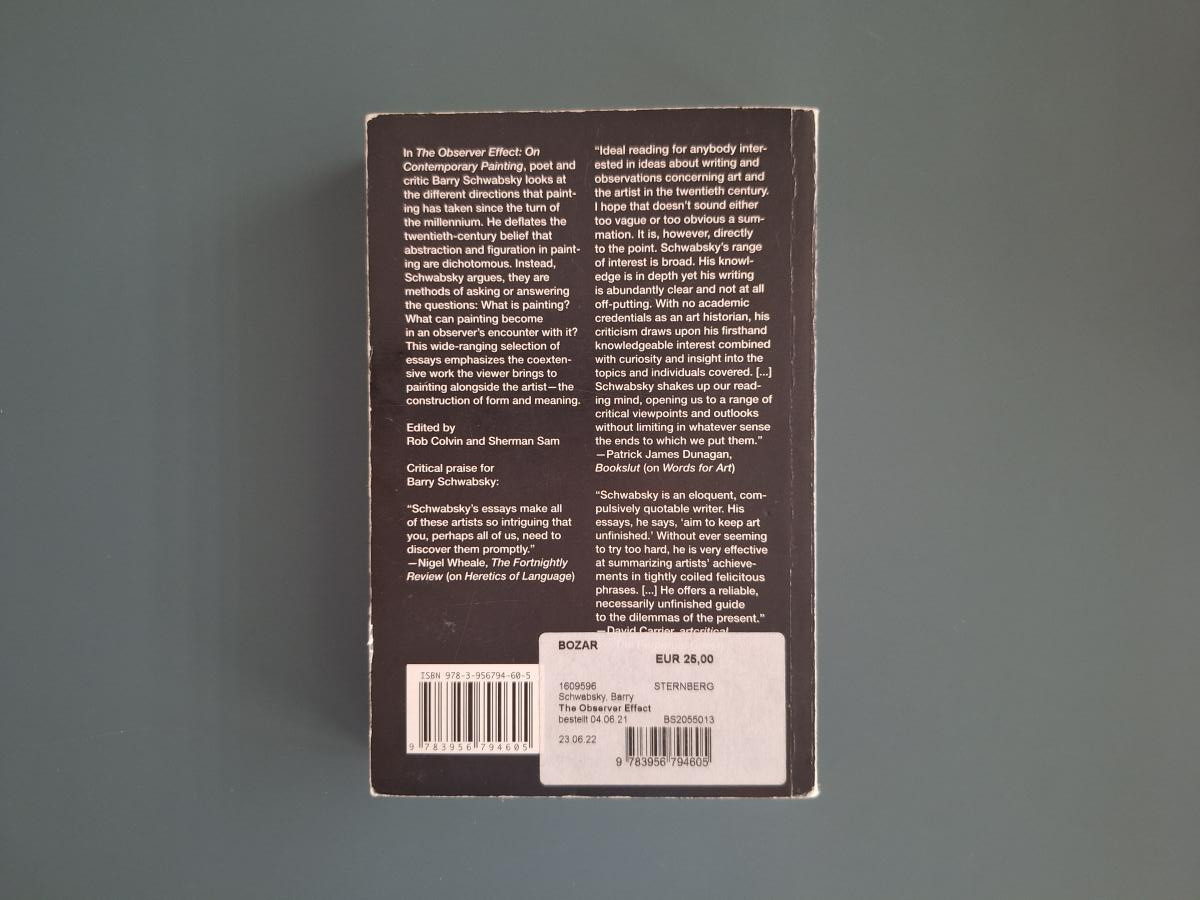 In The Observer Effect: On
Contemporary Painting, poet and
critic Barry Schwabsky looks at
the different directions that paint-
ing has taken since the turn of
the millennium. He deflates the
twentieth-century belief that
abstraction and figuration in paint-
ing are dichotomous. Instead,
Schwabsky argues, they are
methods of asking or answering
the questions: What is painting?
What can painting become
in an observer's encounter with it?
This wide-ranging selection of
essays emphasizes the coexten-
sive work the viewer brings to
painting alongside the artist—the
construction of form and meaning.
Edited by
Rob Colvin and Sherman Sam
Critical praise for
Barry Schwabsky:
“Schwabsky's essays make all
of these artists so intriguing that
you, perhaps all of us, need to
discover them promptly.”
—Nigel Wheale, The Fortnightly
Review (on Heretics of Language)
“Ideal reading for anybody inter-
ested in ideas about writing and
observations concerning art and
the artist in the twentieth century.
I hope that doesn't sound either
too vague or too obvious a sum-
mation. It is, however, directly
to the point. Schwabsky's range
of interest is broad. His knowl-
edge is in depth yet his writing
is abundantly clear and not at all
off-putting. With no academic
credentials as an art historian, his
criticism draws upon his firsthand
knowledgeable interest combined
with curiosity and insight into the
topics and individuals covered. [...]
Schwabsky shakes up our read-
ing mind, opening us to a range of
critical viewpoints and outlooks
without limiting in whatever sense
the ends to which we put them.”
—Patrick James Dunagan,
Bookslut (on Words for Art)
“Schwabsky is an eloquent, com-
pulsively quotable writer. His
essays, he says, ‘aim to keep art
unfinished.’ Without ever seeming
to try too hard, he is very effective
at summarizing artists' achieve-
ments in tightly coiled felicitous
phrases. [...] He offers a reliable,
necessarily unfinished guide
to the dilemmas of the present.”
—David Carrier, artcritical
ISBN 978-3-956794-60-5
9 783956 794605
BOZAR
EUR 25,00
1609596 STERNBERG
Schwabsky, Barry
The Observer Effect
bestellt 04.06.21 BS2055013
23.06.22
9 783956 794605